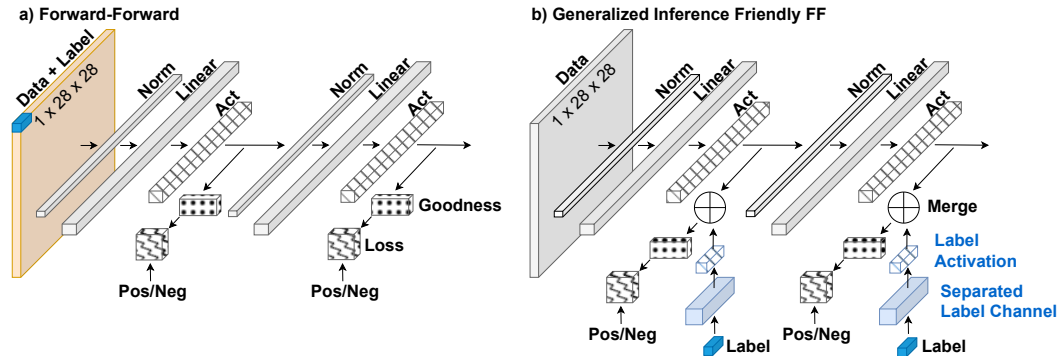 a) Forward-Forward
Data + Label
1 x 28 x 28
Norm
Linear
Act
Norm
Linear
Act
Goodness
Loss
Pos/Neg
Pos/Neg
b) Generalized Inference Friendly FF
Data
1 x 28 x 28
Norm
Linear
Act
Norm
Linear
Act
Merge
Label
Activation
Separated
Label Channel
Pos/Neg
Label
Pos/Neg
Label